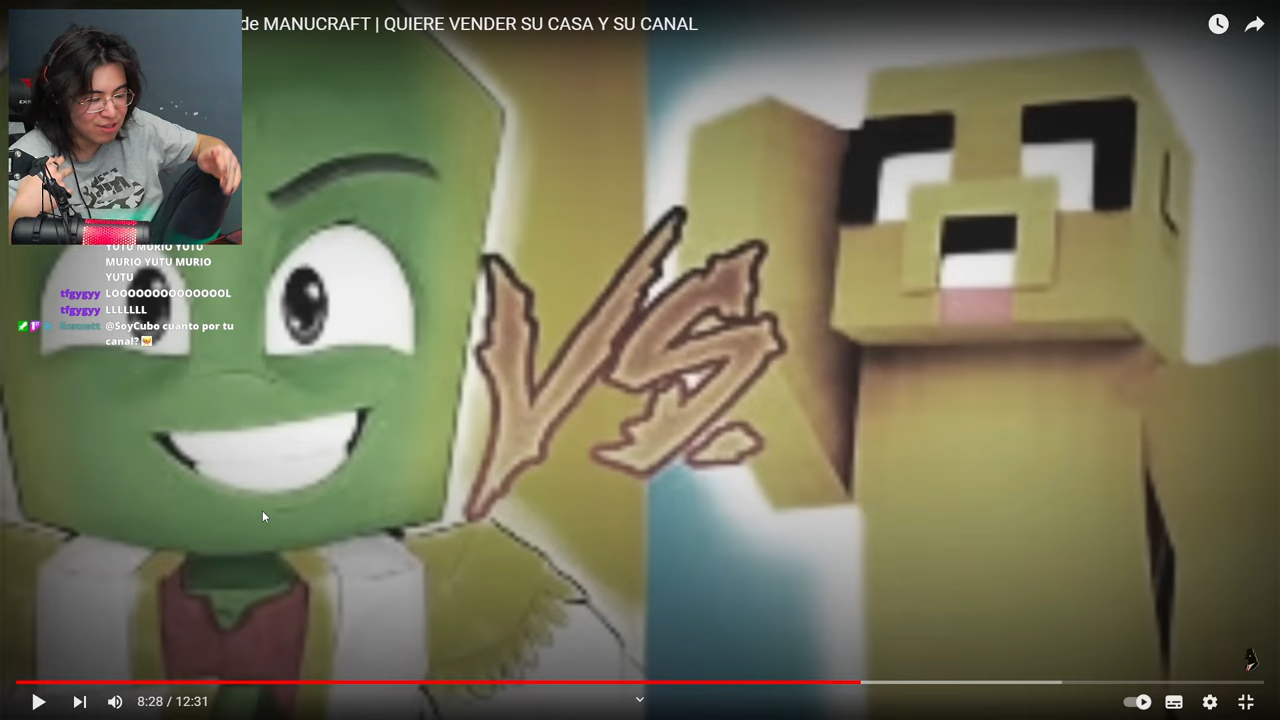 de MANUCRAFT | QUIERE VENDER SU CASA Y SU CANAL
YUTU MURIO YUTU
MURIO YUTU MURIO
YUTU
tfgygyy LOOOOOOOOOOOOOL
tfgygyy LLLLLLL
@SoyCubo cuanto por tu
canal?
VS.
8:28 / 12:31